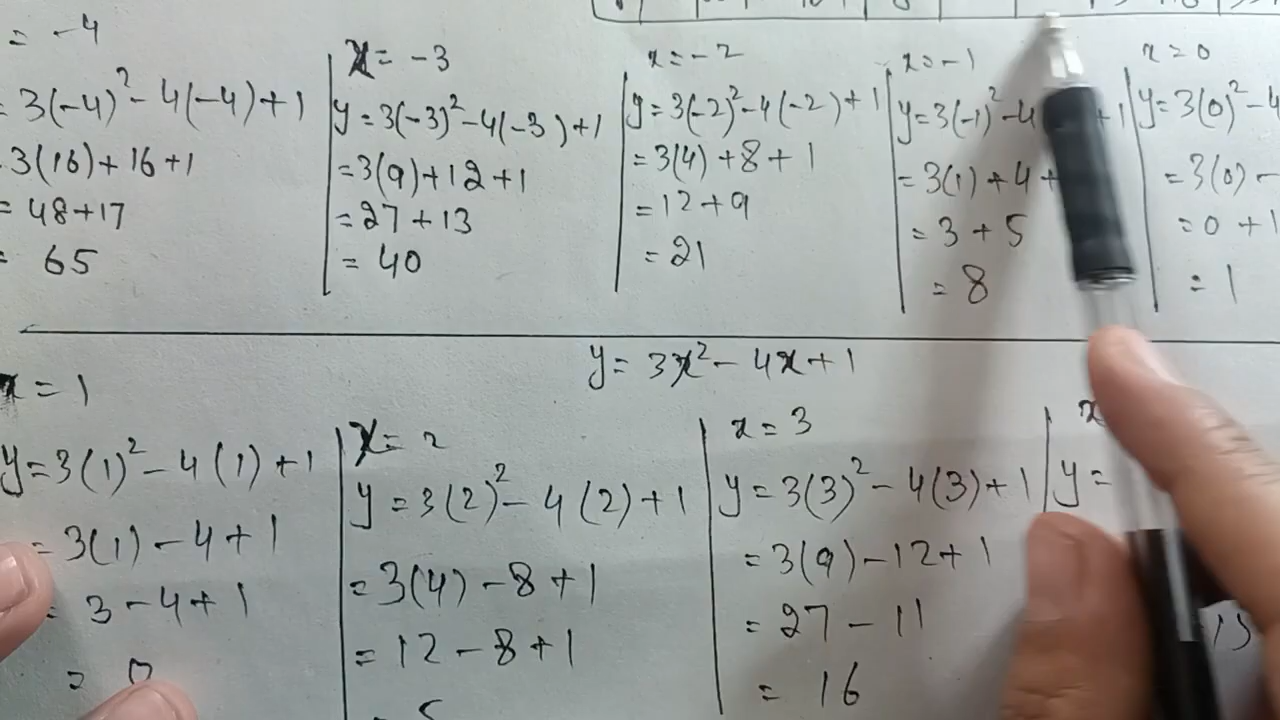 = -4
= 3(-4)² - 4(-4) + 1
= 3(16) + 16 + 1
= 48 + 17
= 65
x = -3
y = 3(-3)² - 4(-3) + 1
= 3(9) + 12 + 1
= 27 + 13
= 40
x = -2
y = 3(-2)² - 4(-2) + 1
= 3(4) + 8 + 1
= 12 + 9
= 21
x = -1
y = 3(-1)² - 4 + 1
= 3(1) + 4 +
= 3 + 5
= 8
x = 0
y = 3(0)² - 4
= 3(0) -
= 0 + 1
= 1
y = 3x² - 4x + 1
x = 1
y = 3(1)² - 4(1) + 1
= 3(1) - 4 + 1
= 3 - 4 + 1
= 0
x = 2
y = 3(2)² - 4(2) + 1
= 3(4) - 8 + 1
= 12 - 8 + 1
x = 3
y = 3(3)² - 4(3) + 1
= 3(9) - 12 + 1
= 27 - 11
= 16
x
y =